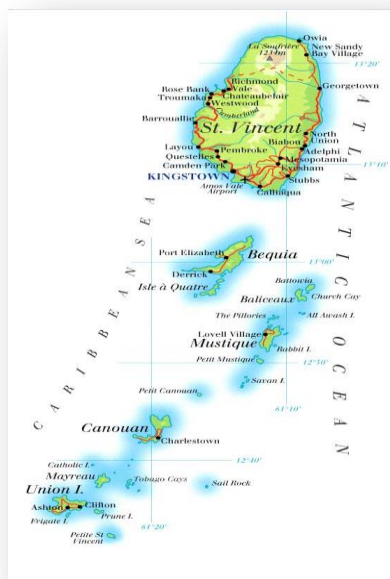 Owia
La Soufrière
New Sandy
Bay Village
13°20'
Richmond
Vale
Rose Bank
Chateaubelair
Troumaka
Westwood
Georgetown
Cumberland
Barrouallie
St. Vincent
North
Union
Biabou
Adelphi
Layou
Pembroke
Mesopotamia
Questelles
Camden Park
Evesham
13°10'
KINGSTOWN
Stubbs
Amos Vale
Airport
Calliaqua
ATLANTIC OCEAN
CARIBBEAN SEA
Port Elizabeth
Bequia
13°00'
Derrick
Isle à Quatre
Battowia
Baliceaux
Church Cay
The Pillories
All Awash I.
Lovell Village
Mustique
Rabbit I.
Petit Mustique
12°50'
Savan I.
Petit Canouan
61°10'
Canouan
Charlestown
12°40'
Catholic I.
Mayreau
Tobago Cays
Sail Rock
Union I.
Ashton
Clifton
Prune I.
Frigate I.
61°20'
Petite St
Vincent